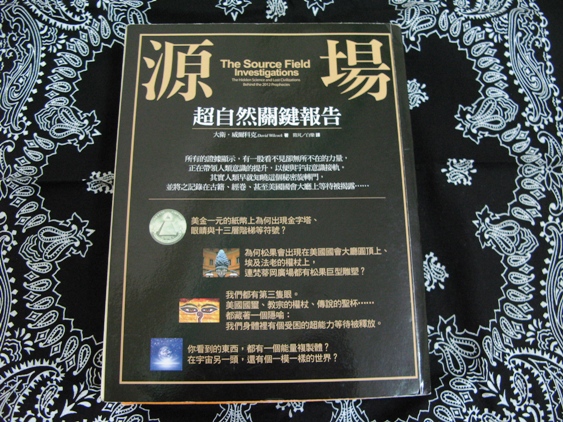 源場
The Source Field
Investigations
The Hidden Science and Lost Civilizations
Behind the 2012 Prophecies
超自然關鍵報告
大衛・威爾科克 David Wilcock 著
所有的證據顯示，有一股看不見卻無所不在的力量，
正在帶領人類意識的提升，以便與宇宙意識接軌，
其實人類早就知曉這個秘密旋轉門，
並將之記錄在古籍、經卷、甚至美國國會大廳上等待被揭露……
美金一元的紙幣上為何出現金字塔、
眼睛與十三層階梯等符號？
為何松果會出現在美國國會大廳圓頂上、
埃及法老的權杖上，
連梵蒂岡廣場都有松果巨型雕塑？
我們都有第三隻眼。
美國國璽、教宗的權杖、傳說的聖杯……
都藏著一個隱喻：
我們身體裡有個受困的超能力等待被釋放。
你看到的東西，都有一個能量複製體？
在宇宙另一頭，還有個一模一樣的世界？